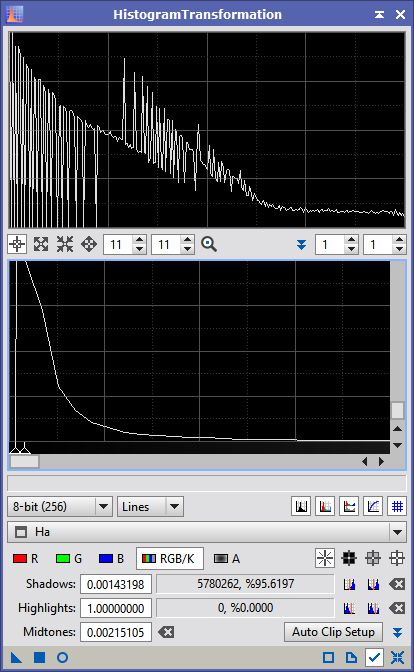 HistogramTransformation
11 11 1 1
8-bit (256) Lines
Ha
R G B RGB/K A
Shadows: 0.00143198 5780262, %95.6197
Highlights: 1.00000000 0, %0.0000
Midtones: 0.00215105 Auto Clip Setup